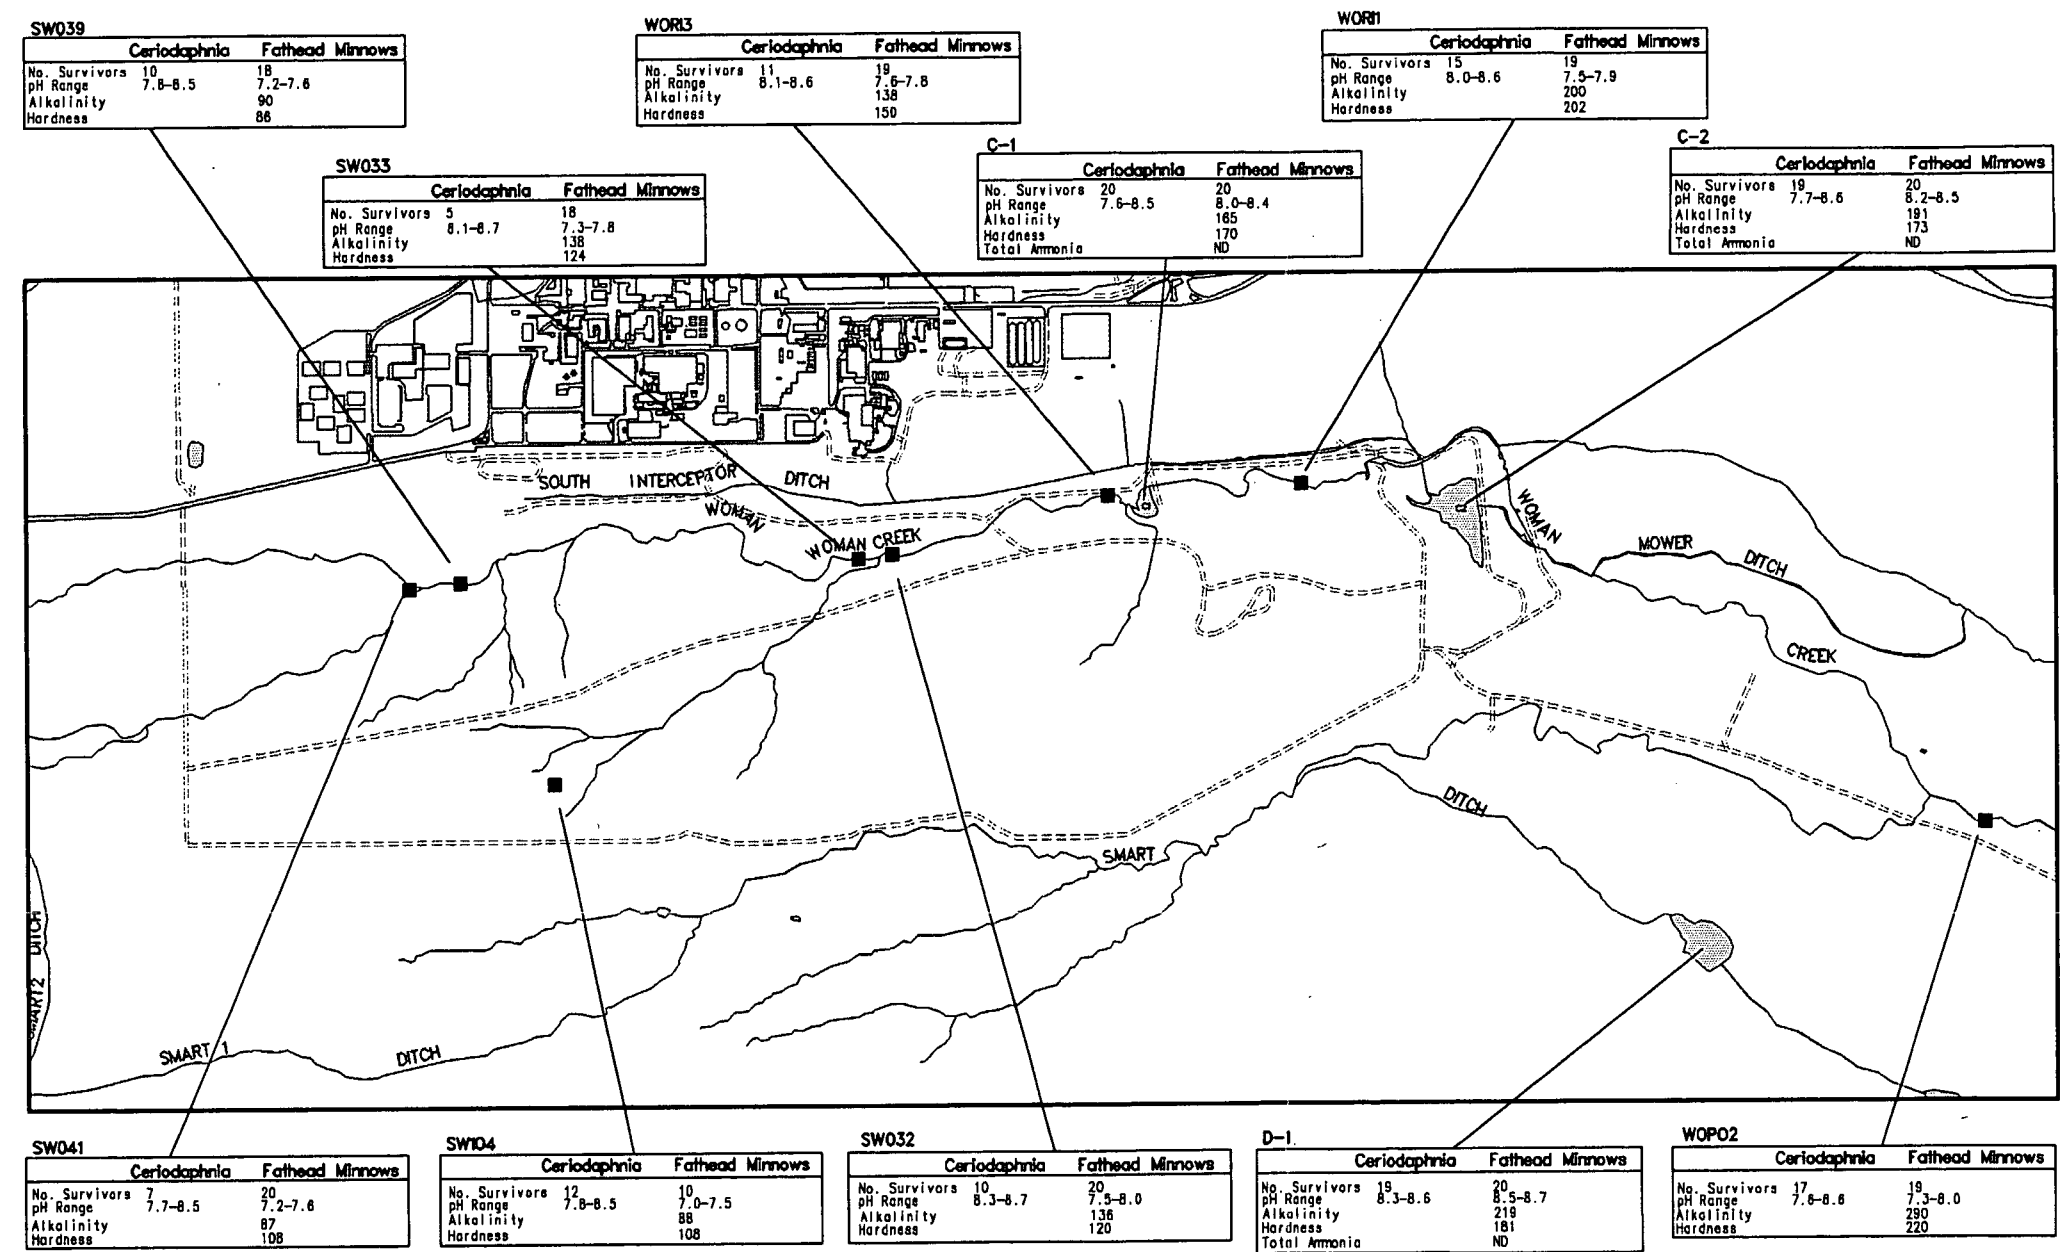 SW039
Ceriodaphnia Fathead Minnows
No. Survivors 10 18
pH Range 7.8-8.5 7.2-7.6
Alkalinity 90
Hardness 86
WORI3
Ceriodaphnia Fathead Minnows
No. Survivors 11 19
pH Range 8.1-8.6 7.6-7.8
Alkalinity 138
Hardness 150
WORI1
Ceriodaphnia Fathead Minnows
No. Survivors 15 19
pH Range 8.0-8.6 7.5-7.9
Alkalinity 200
Hardness 202
SW033
Ceriodaphnia Fathead Minnows
No. Survivors 5 18
pH Range 8.1-8.7 7.3-7.8
Alkalinity 138
Hardness 124
C-1
Ceriodaphnia Fathead Minnows
No. Survivors 20 20
pH Range 7.6-8.5 8.0-8.4
Alkalinity 165
Hardness 170
Total Ammonia ND
C-2
Ceriodaphnia Fathead Minnows
No. Survivors 19 20
pH Range 7.7-8.6 8.2-8.5
Alkalinity 191
Hardness 173
Total Ammonia ND
SOUTH INTERCEPTOR DITCH
WOMAN
WOMAN CREEK
WOMAN
MOWER DITCH
CREEK
DITCH
SMART
DITCH
SMART 1 DITCH
SW041
Ceriodaphnia Fathead Minnows
No. Survivors 7 20
pH Range 7.7-8.5 7.2-7.6
Alkalinity 87
Hardness 108
SW104
Ceriodaphnia Fathead Minnows
No. Survivors 12 10
pH Range 7.8-8.5 7.0-7.5
Alkalinity 88
Hardness 108
SW032
Ceriodaphnia Fathead Minnows
No. Survivors 10 20
pH Range 8.3-8.7 7.5-8.0
Alkalinity 136
Hardness 120
D-1
Ceriodaphnia Fathead Minnows
No. Survivors 19 20
pH Range 8.3-8.6 8.5-8.7
Alkalinity 219
Hardness 181
Total Ammonia ND
WOPO2
Ceriodaphnia Fathead Minnows
No. Survivors 17 19
pH Range 7.8-8.6 7.3-8.0
Alkalinity 290
Hardness 220